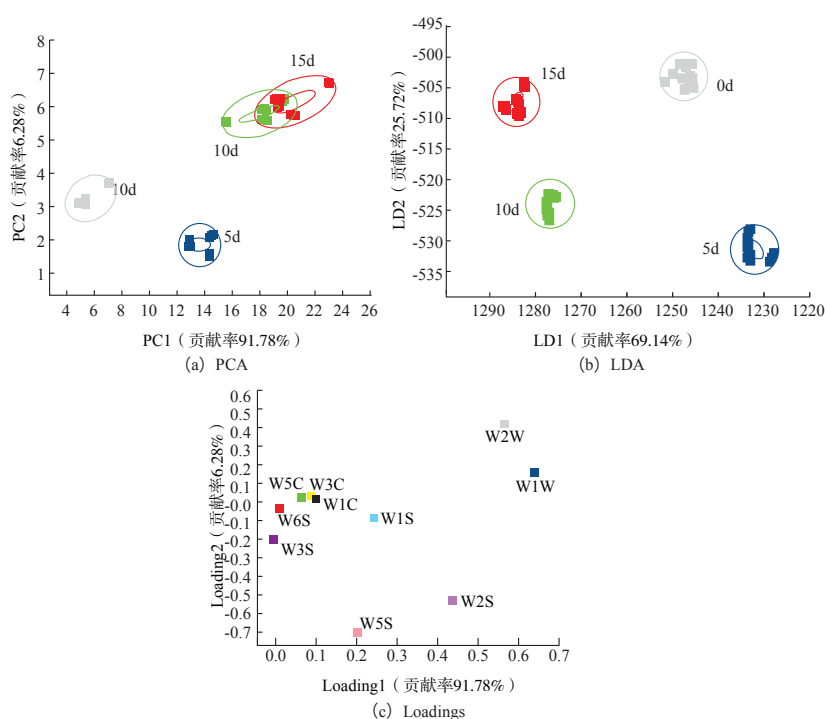 8
7
6
5
4
3
2
1
PC2（贡献率6.28%）
15d
10d
10d
5d
4 6 8 10 12 14 16 18 20 22 24 26
PC1（贡献率91.78%）
(a) PCA
-495
-500
-505
-510
-515
-520
-525
-530
-535
LD2（贡献率25.72%）
15d
0d
10d
5d
1290 1280 1270 1260 1250 1240 1230 1220
LD1（贡献率69.14%）
(b) LDA
0.6
0.5
0.4
0.3
0.2
0.1
-0.0
-0.1
-0.2
-0.3
-0.4
-0.5
-0.6
-0.7
Loading2（贡献率6.28%）
W2W
W1W
W5C
W3C
W1C
W6S
W1S
W3S
W2S
W5S
0.0 0.1 0.2 0.3 0.4 0.5 0.6 0.7
Loading1（贡献率91.78%）
(c) Loadings